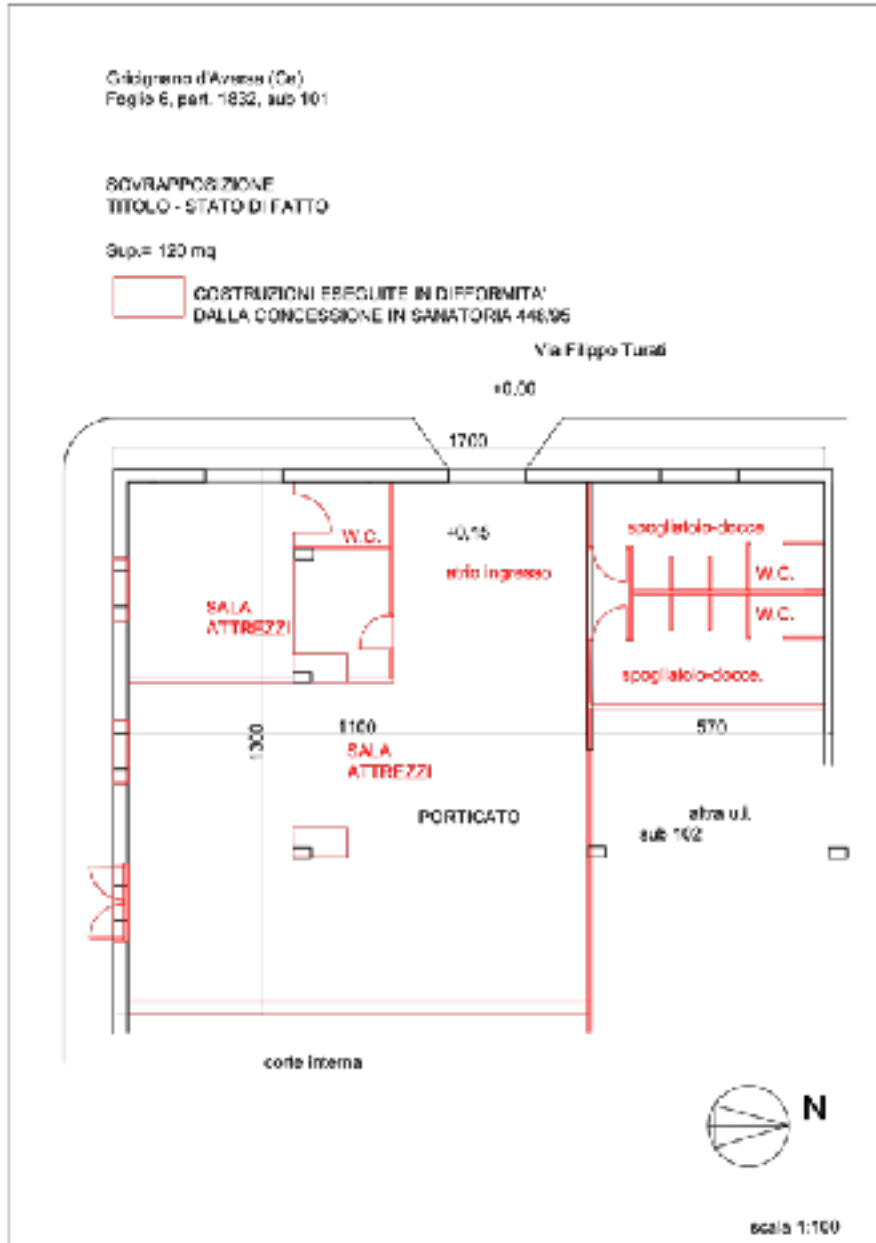 Gricignano d'Aversa (Ce)
Foglio 6, part. 1832, sub 101
SOVRAPPOSIZIONE
TITOLO - STATO DI FATTO
Sup.= 120 mq
COSTRUZIONI ESEGUITE IN DIFFORMITA'
DALLA CONCESSIONE IN SANATORIA 448/95
Via Filippo Turati
+0,00
1700
W.C.
+0,15
atrio ingresso
spogliatoio-docce.
W.C.
W.C.
SALA
ATTREZZI
spogliatoio-docce.
1300
1100
570
SALA
ATTREZZI
PORTICATO
altra u.i.
sub 102
corte interna
N
scala 1:100